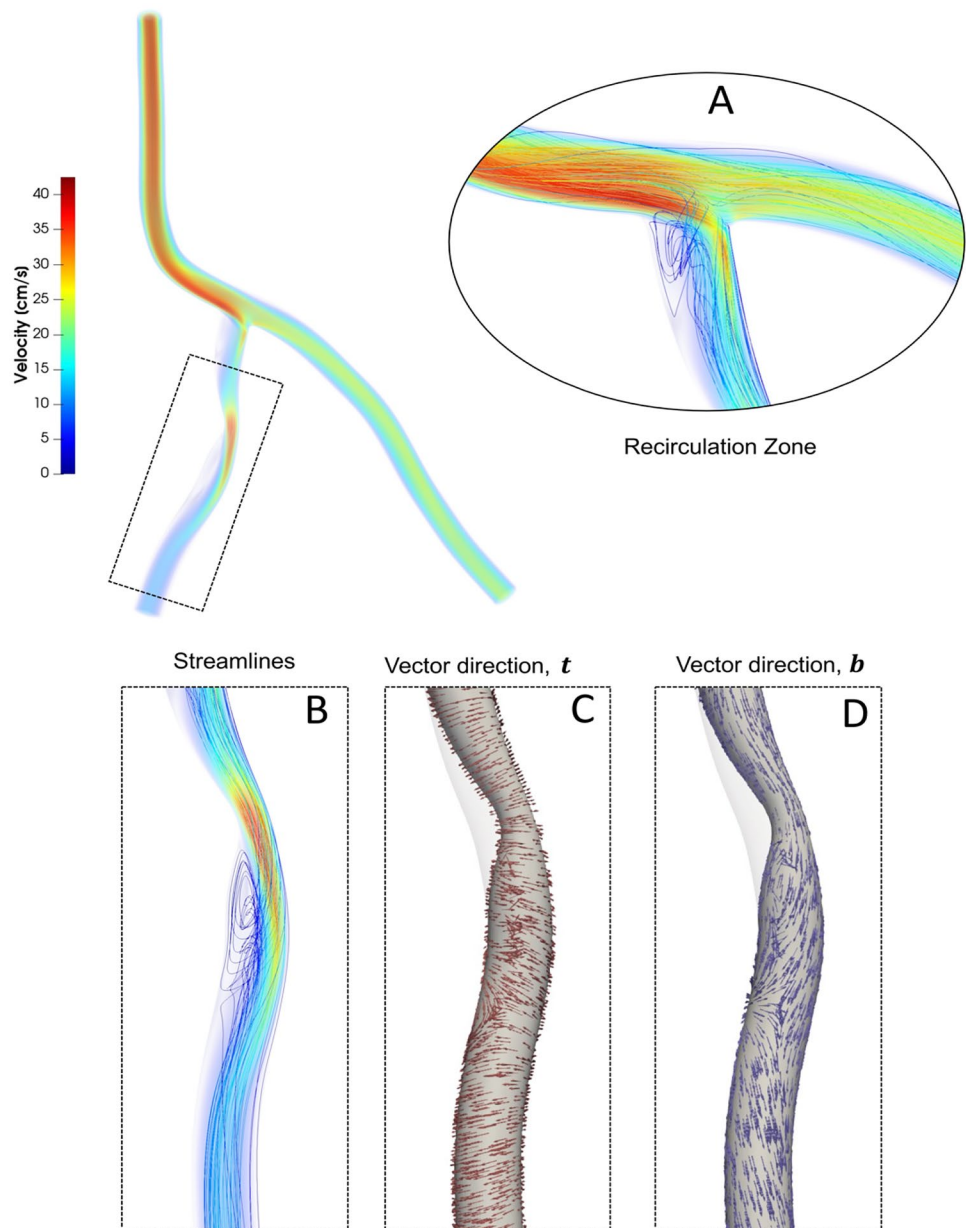 A
Velocity (cm/s)
40
35
30
25
20
15
10
5
0
Recirculation Zone
Streamlines
Vector direction, t
Vector direction, b
B
C
D